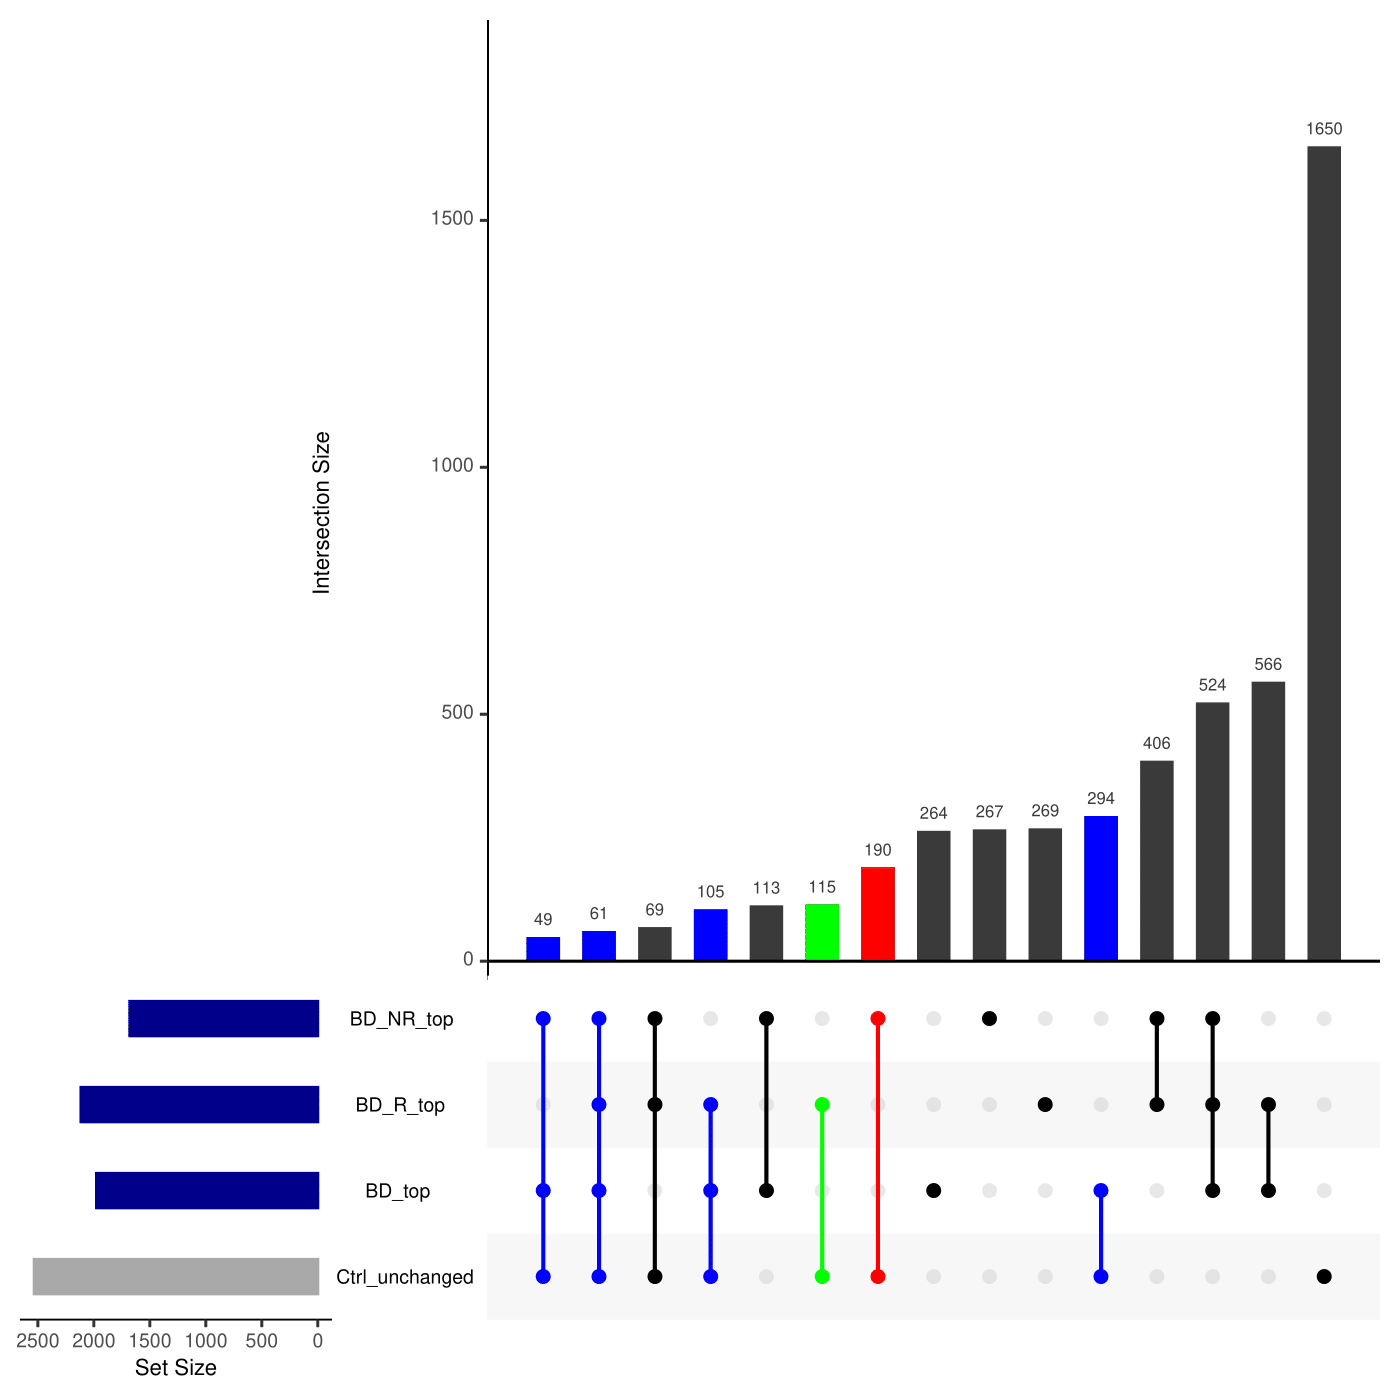 1650
1500
1000
Intersection Size
566
524
500
406
294
264 267 269
190
49 61 69 105 113 115
0
BD_NR_top
BD_R_top
BD_top
Ctrl_unchanged
2500 2000 1500 1000 500 0
Set Size